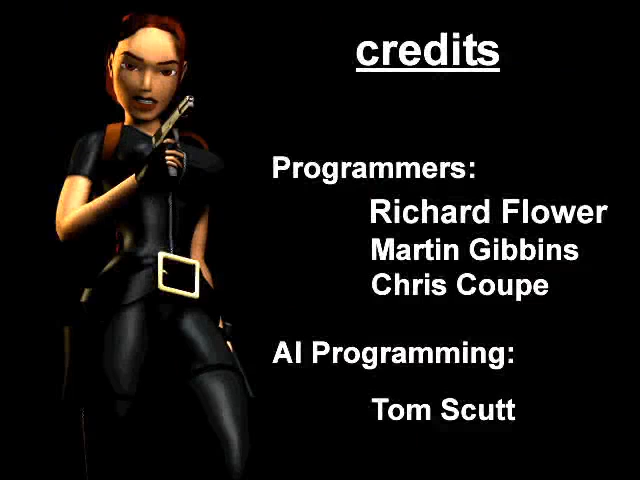 credits
Programmers:
Richard Flower
Martin Gibbins
Chris Coupe
AI Programming:
Tom Scutt